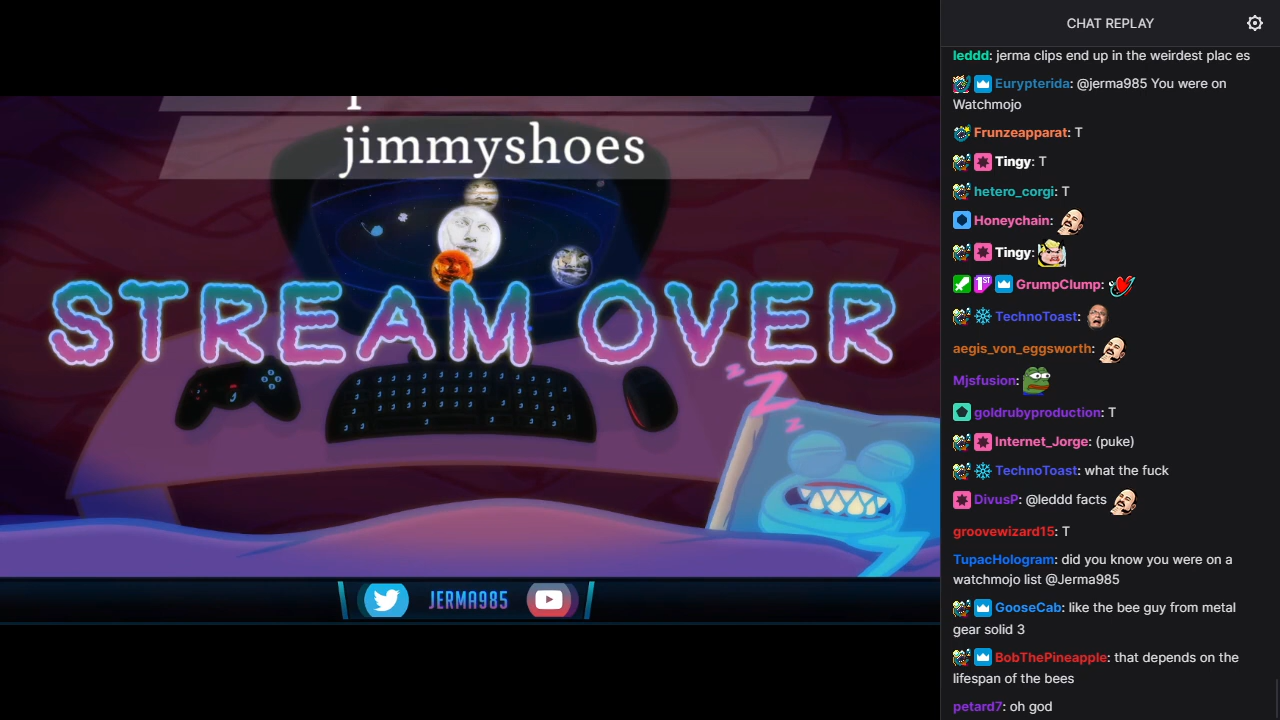 jimmyshoes
STREAM OVER
z
Z
z
JERMA985
CHAT REPLAY
leddd: jerma clips end up in the weirdest plac es
Eurypterida: @jerma985 You were on
Watchmojo
Frunzeapparat: T
Tingy: T
hetero_corgi: T
Honeychain:
Tingy:
1ST GrumpClump:
TechnoToast:
aegis_von_eggsworth:
Mjsfusion:
goldrubyproduction: T
Internet_Jorge: (puke)
TechnoToast: what the fuck
DivusP: @leddd facts
groovewizard15: T
TupacHologram: did you know you were on a
watchmojo list @Jerma985
GooseCab: like the bee guy from metal
gear solid 3
BobThePineapple: that depends on the
lifespan of the bees
petard7: oh god